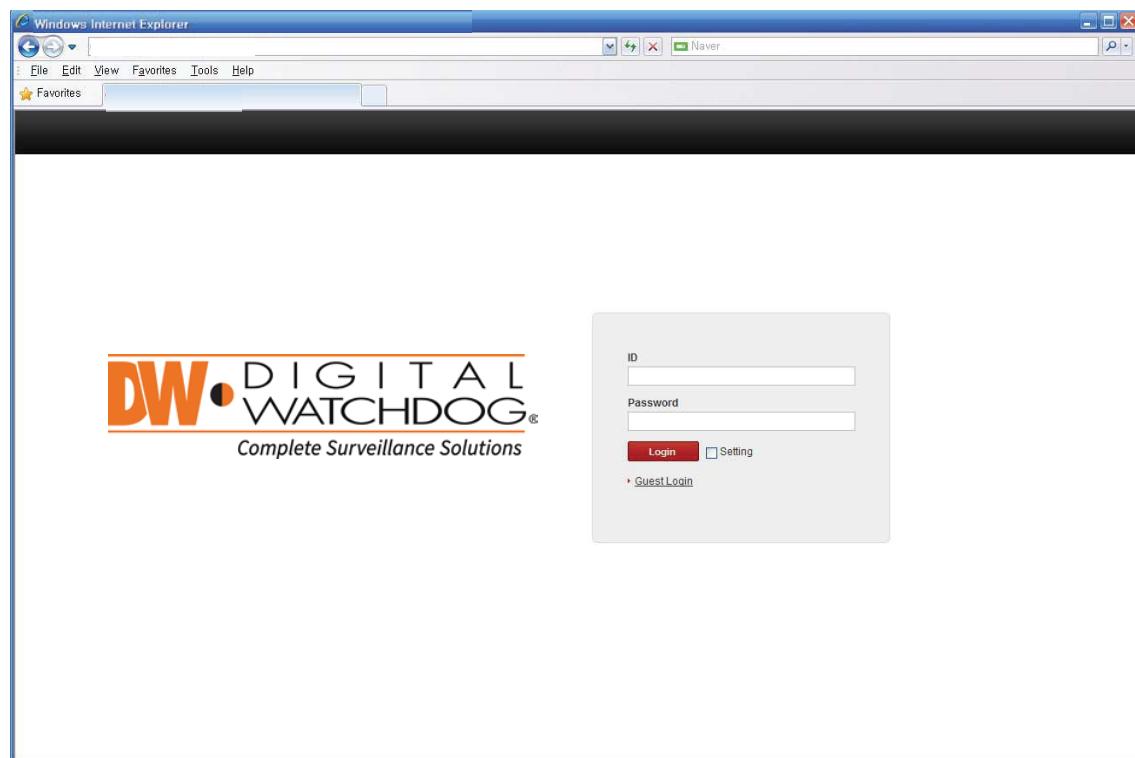 Windows Internet Explorer
Naver
File Edit View Favorites Tools Help
Favorites
DW DIGITAL
WATCHDOG®
Complete Surveillance Solutions
ID
Password
Login Setting
Guest Login